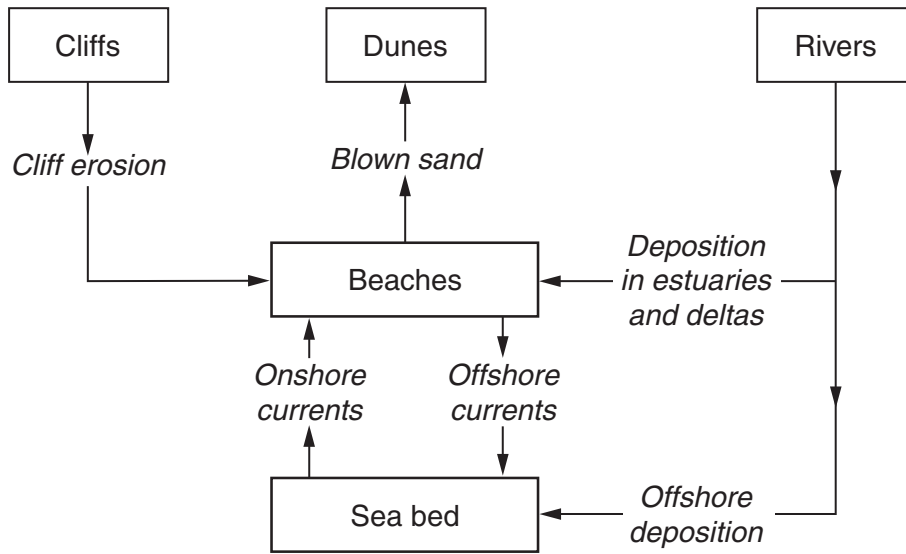 Cliffs
Dunes
Rivers
Cliff erosion
Blown sand
Beaches
Deposition
in estuaries
and deltas
Onshore
currents
Offshore
currents
Sea bed
Offshore
deposition